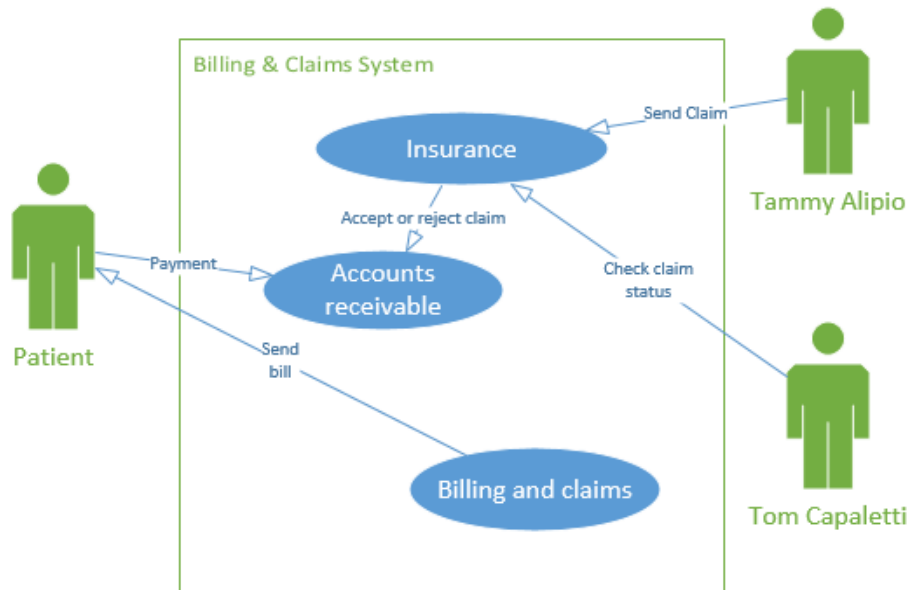 Billing & Claims System
Send Claim
Insurance
Tammy Alipio
Accept or reject claim
Payment
Accounts
receivable
Check claim
status
Patient
Send
bill
Billing and claims
Tom Capaletti